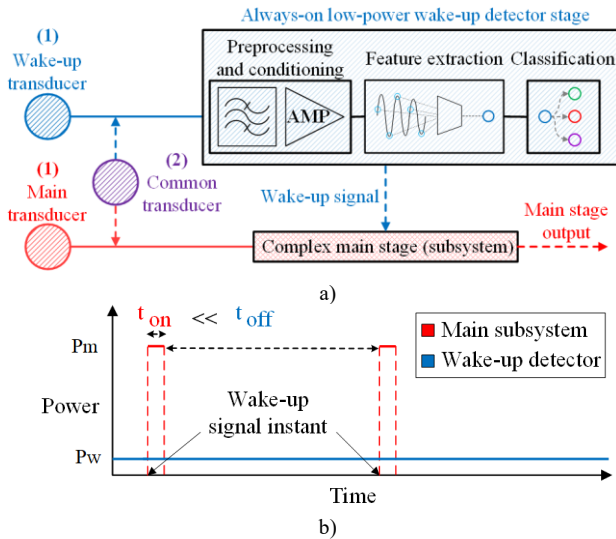 Always-on low-power wake-up detector stage
(1)
Wake-up
transducer
Preprocessing
and conditioning
Feature extraction
Classification
AMP
(2)
Common
transducer
(1)
Main
transducer
Wake-up
signal
Main stage
output
Complex main stage (subsystem)
a)
t on << t off
Main subsystem
Wake-up detector
Pm
Power
Wake-up
signal instant
Pw
Time
b)